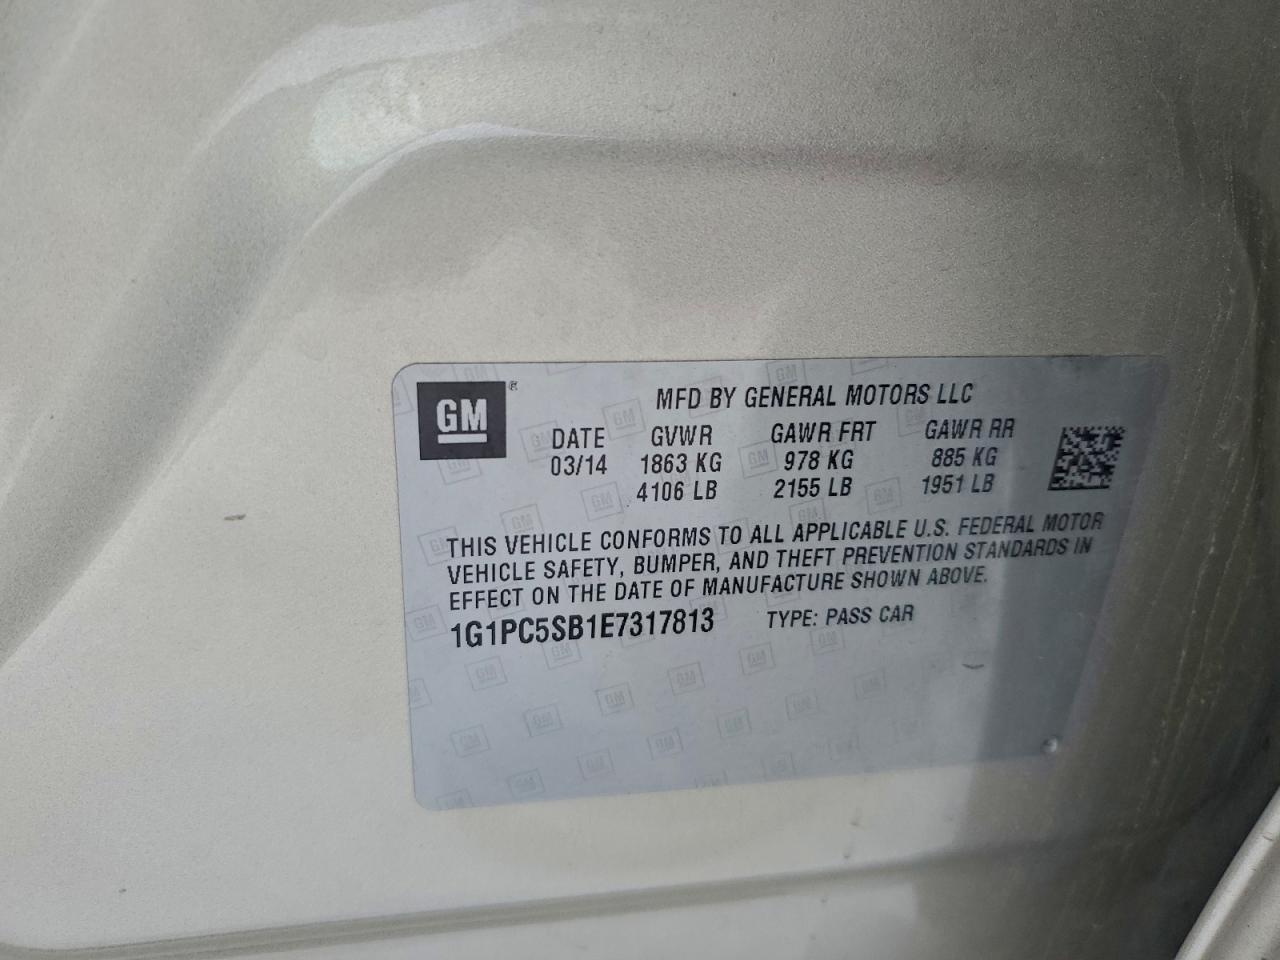 GM ®
MFD BY GENERAL MOTORS LLC
DATE GVWR GAWR FRT GAWR RR
03/14 1863 KG 978 KG 885 KG
4106 LB 2155 LB 1951 LB
THIS VEHICLE CONFORMS TO ALL APPLICABLE U.S. FEDERAL MOTOR
VEHICLE SAFETY, BUMPER, AND THEFT PREVENTION STANDARDS IN
EFFECT ON THE DATE OF MANUFACTURE SHOWN ABOVE.
1G1PC5SB1E7317813 TYPE: PASS CAR